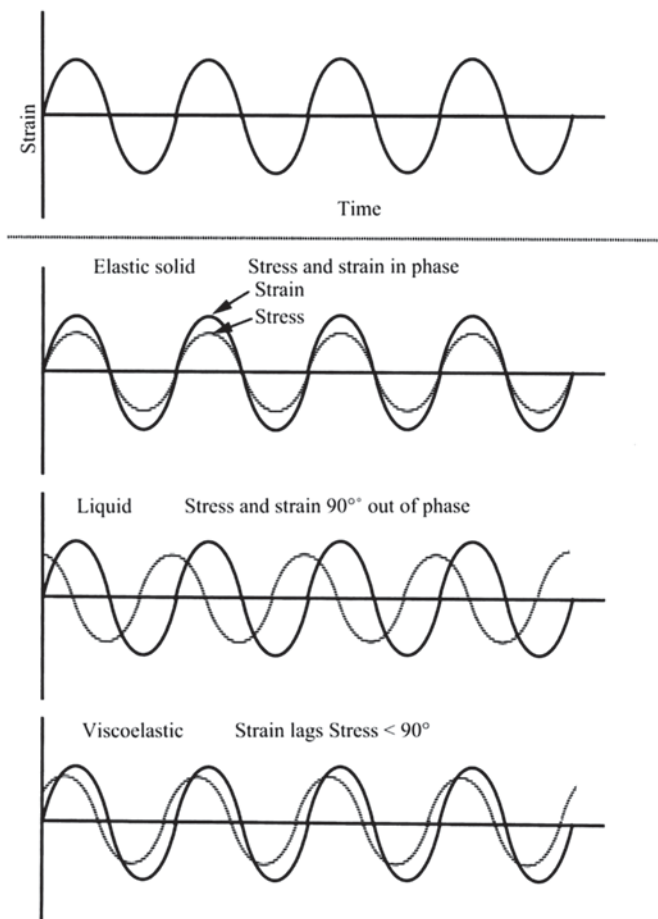 Strain
Time
Elastic solid Stress and strain in phase
Strain
Stress
Liquid Stress and strain 90°° out of phase
Viscoelastic Strain lags Stress < 90°